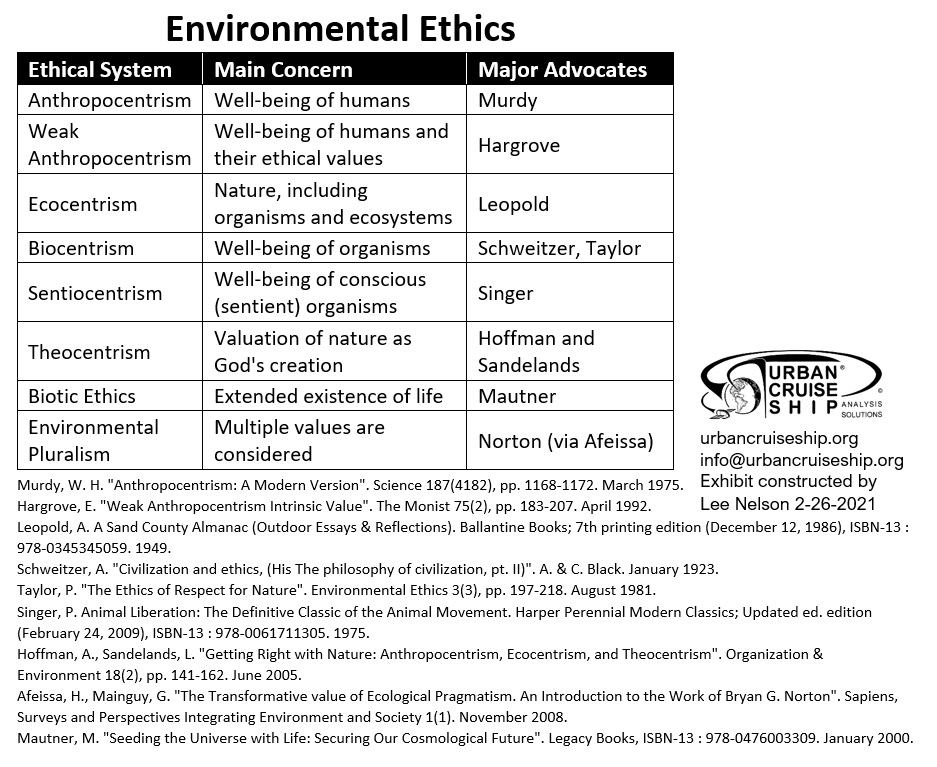 Environmental Ethics
Ethical System Main Concern Major Advocates
Anthropocentrism Well-being of humans Murdy
Weak
Anthropocentrism
Well-being of humans and
their ethical values
Hargrove
Ecocentrism
Nature, including
organisms and ecosystems
Leopold
Biocentrism Well-being of organisms Schweitzer, Taylor
Sentiocentrism
Well-being of conscious
(sentient) organisms
Singer
Theocentrism
Valuation of nature as
God's creation
Hoffman and
Sandelands
Biotic Ethics Extended existence of life Mautner
Environmental
Pluralism
Multiple values are
considered
Norton (via Afeissa)
URBAN®
CRUISE ©
SHIP ANALYSIS
SOLUTIONS
urbancruiseship.org
info@urbancruiseship.org
Exhibit constructed by
Lee Nelson 2-26-2021
Murdy, W. H. "Anthropocentrism: A Modern Version". Science 187(4182), pp. 1168-1172. March 1975.
Hargrove, E. "Weak Anthropocentrism Intrinsic Value". The Monist 75(2), pp. 183-207. April 1992.
Leopold, A. A Sand County Almanac (Outdoor Essays & Reflections). Ballantine Books; 7th printing edition (December 12, 1986), ISBN-13 :
978-0345345059. 1949.
Schweitzer, A. "Civilization and ethics, (His The philosophy of civilization, pt. II)". A. & C. Black. January 1923.
Taylor, P. "The Ethics of Respect for Nature". Environmental Ethics 3(3), pp. 197-218. August 1981.
Singer, P. Animal Liberation: The Definitive Classic of the Animal Movement. Harper Perennial Modern Classics; Updated ed. edition
(February 24, 2009), ISBN-13 : 978-0061711305. 1975.
Hoffman, A., Sandelands, L. "Getting Right with Nature: Anthropocentrism, Ecocentrism, and Theocentrism". Organization &
Environment 18(2), pp. 141-162. June 2005.
Afeissa, H., Mainguy, G. "The Transformative value of Ecological Pragmatism. An Introduction to the Work of Bryan G. Norton". Sapiens,
Surveys and Perspectives Integrating Environment and Society 1(1). November 2008.
Mautner, M. "Seeding the Universe with Life: Securing Our Cosmological Future". Legacy Books, ISBN-13 : 978-0476003309. January 2000.